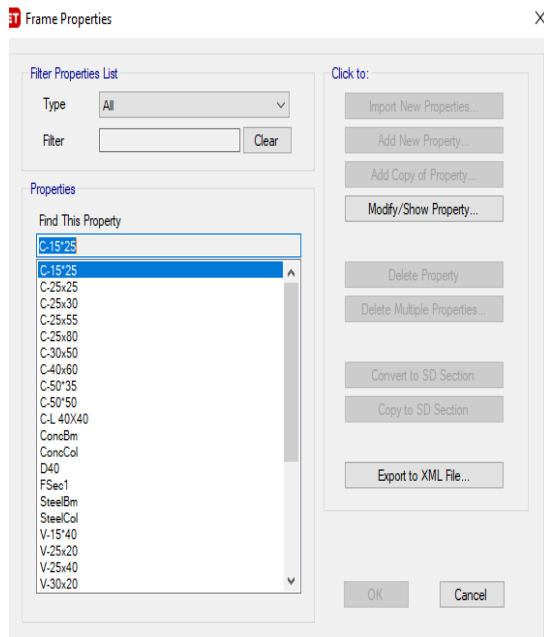 ET Frame Properties X
Filter Properties List
Type All
Filter Clear
Properties
Find This Property
C-15*25
C-15*25
C-25x25
C-25x30
C-25x55
C-25x80
C-30x50
C-40x60
C-50*35
C-50*50
C-L 40X40
ConcBm
ConcCol
D40
FSec1
SteelBm
SteelCol
V-15*40
V-25x20
V-25x40
V-30x20
Click to:
Import New Properties...
Add New Property...
Add Copy of Property...
Modify/Show Property...
Delete Property
Delete Multiple Properties...
Convert to SD Section
Copy to SD Section
Export to XML File...
OK Cancel